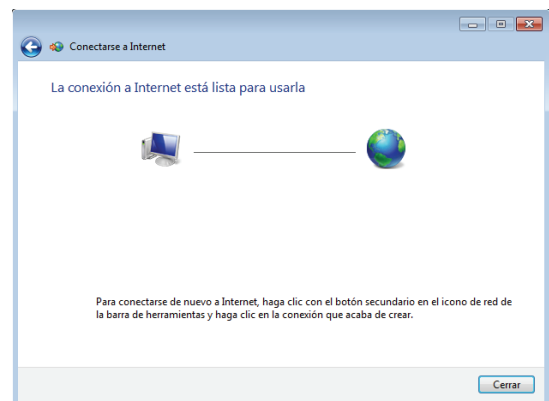 Conectarse a Internet
La conexión a Internet está lista para usarla
Para conectarse de nuevo a Internet, haga clic con el botón secundario en el icono de red de
la barra de herramientas y haga clic en la conexión que acaba de crear.
Cerrar